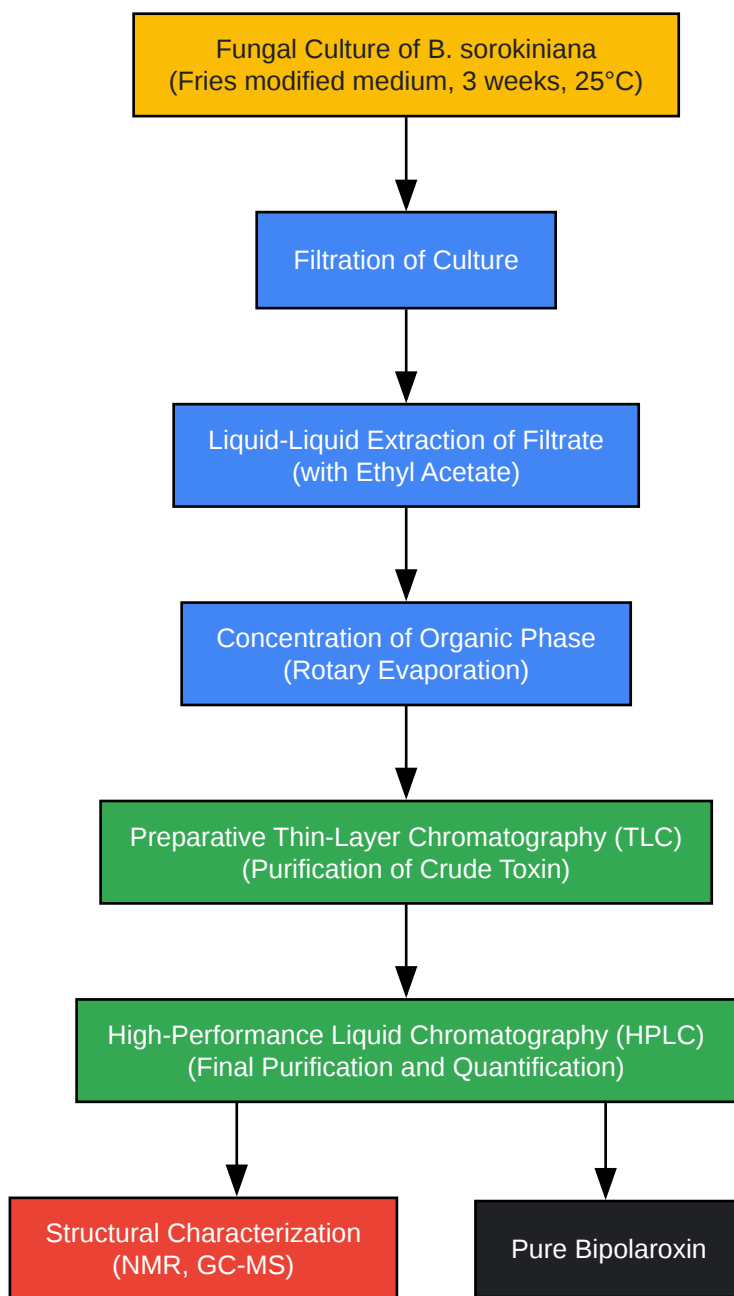 Fungal Culture of B. sorokiniana
(Fries modified medium, 3 weeks, 25°C)
Filtration of Culture
Liquid-Liquid Extraction of Filtrate
(with Ethyl Acetate)
Concentration of Organic Phase
(Rotary Evaporation)
Preparative Thin-Layer Chromatography (TLC)
(Purification of Crude Toxin)
High-Performance Liquid Chromatography (HPLC)
(Final Purification and Quantification)
Structural Characterization
(NMR, GC-MS)
Pure Bipolaroxin